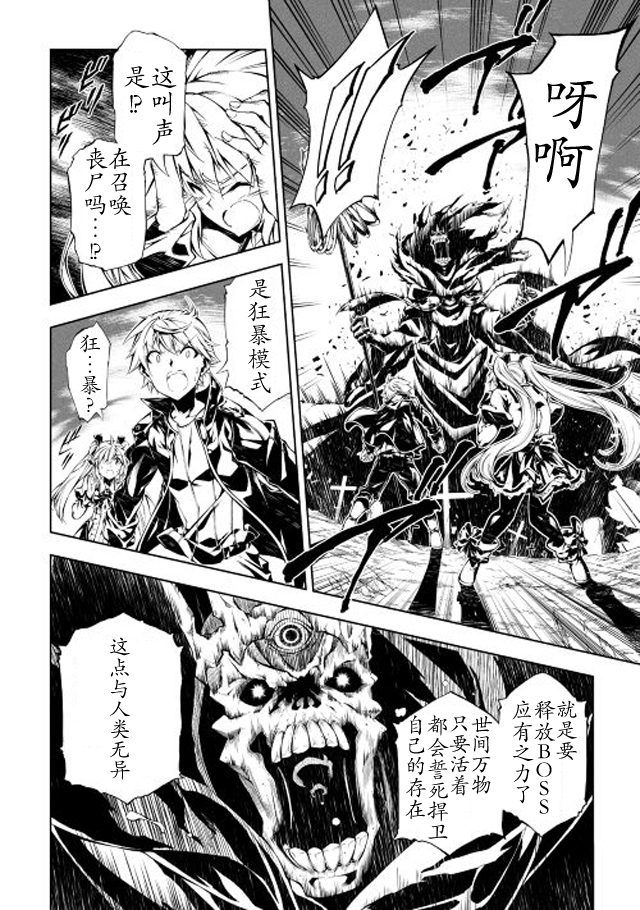 呀啊
!!
这叫声
是!?
在召唤
丧尸吗…!?
是狂暴模式
狂…暴?
就是要
释放BOSS
应有之力了
世间万物
只要活着
都会誓死捍卫
自己的存在
这点与人类无异